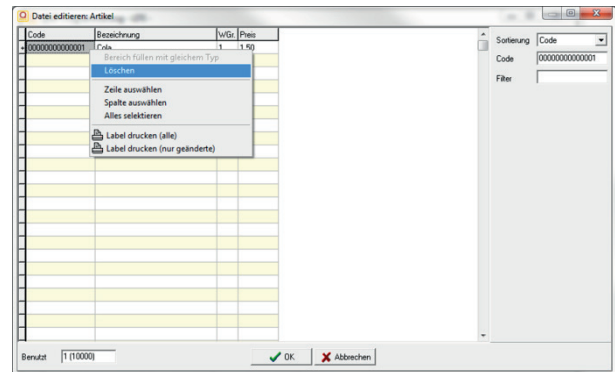 Datei editieren: Artikel
Code Bezeichnung WGr. Preis
00000000000001 Cola 1 1.50
Bereich füllen mit gleichem Typ
Löschen
Zeile auswählen
Spalte auswählen
Alles selektieren
Label drucken (alle)
Label drucken (nur geänderte)
Sortierung Code
Code 00000000000001
Filter
Benutzt 1 (10000)
OK
Abbrechen